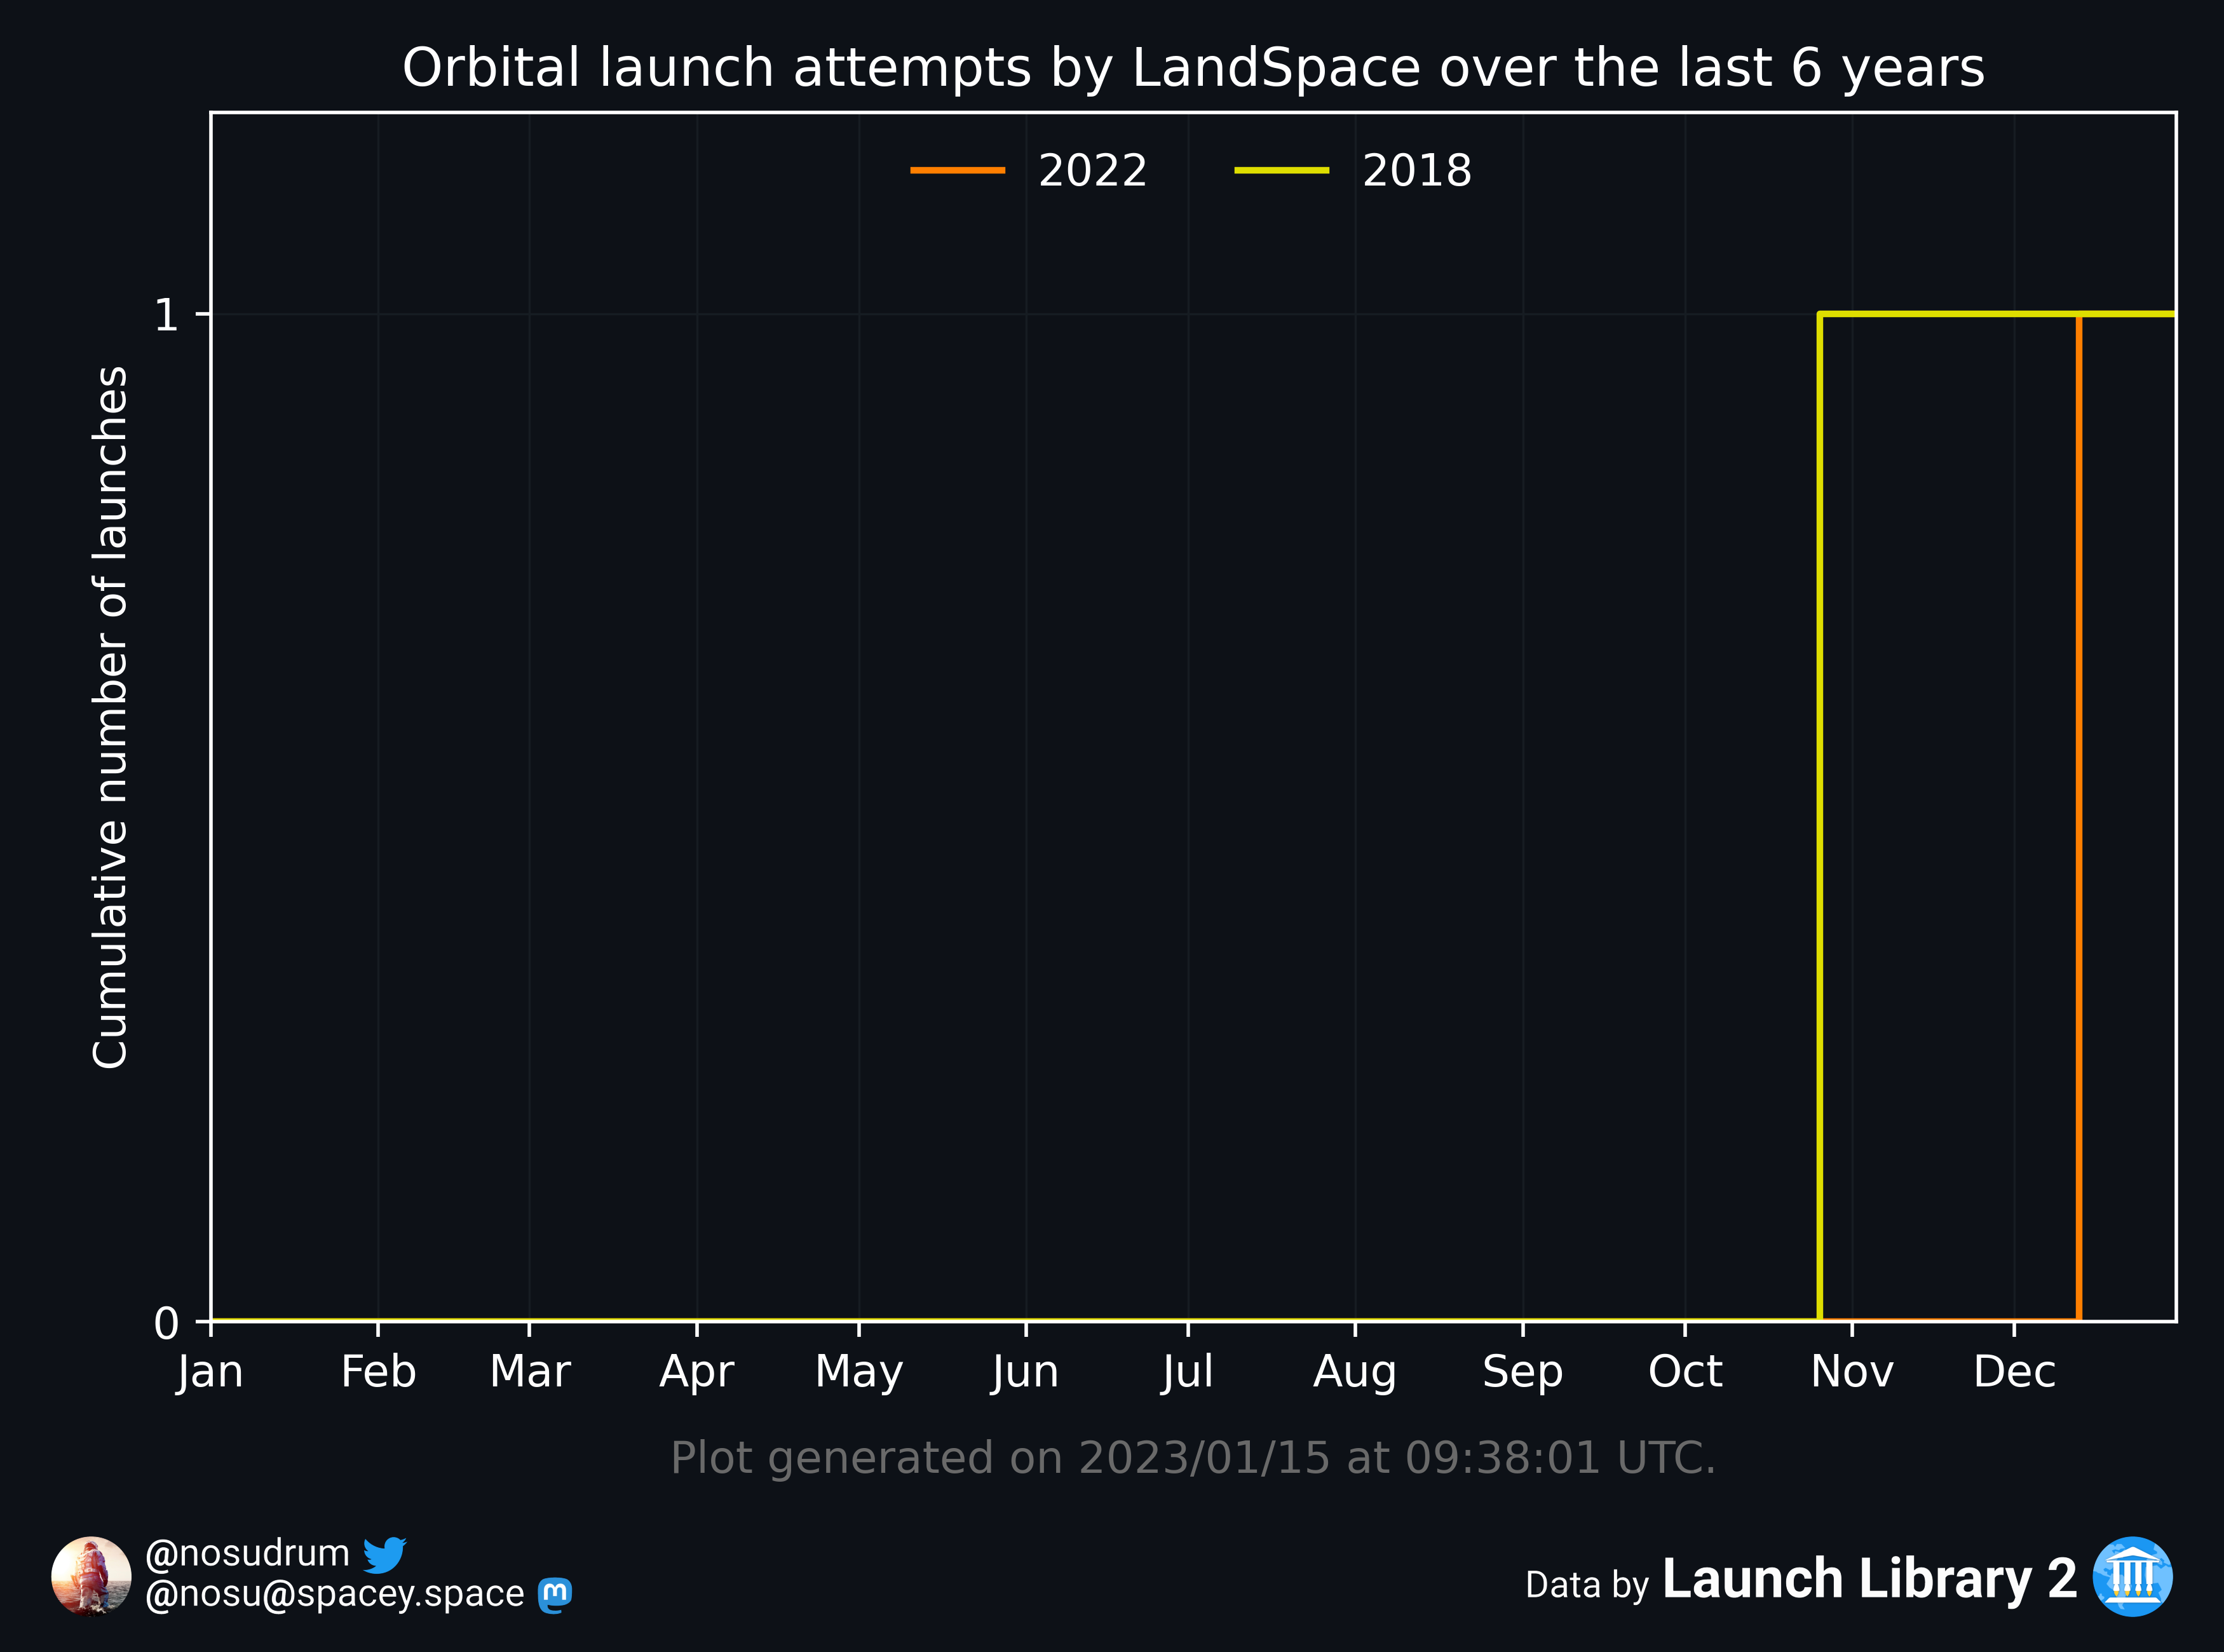 Orbital launch attempts by LandSpace over the last 6 years
2022
2018
Cumulative number of launches
1
0
Jan Feb Mar Apr May Jun Jul Aug Sep Oct Nov Dec
Plot generated on 2023/01/15 at 09:38:01 UTC.
@nosudrum
@nosu@spacey.space
Data by Launch Library 2